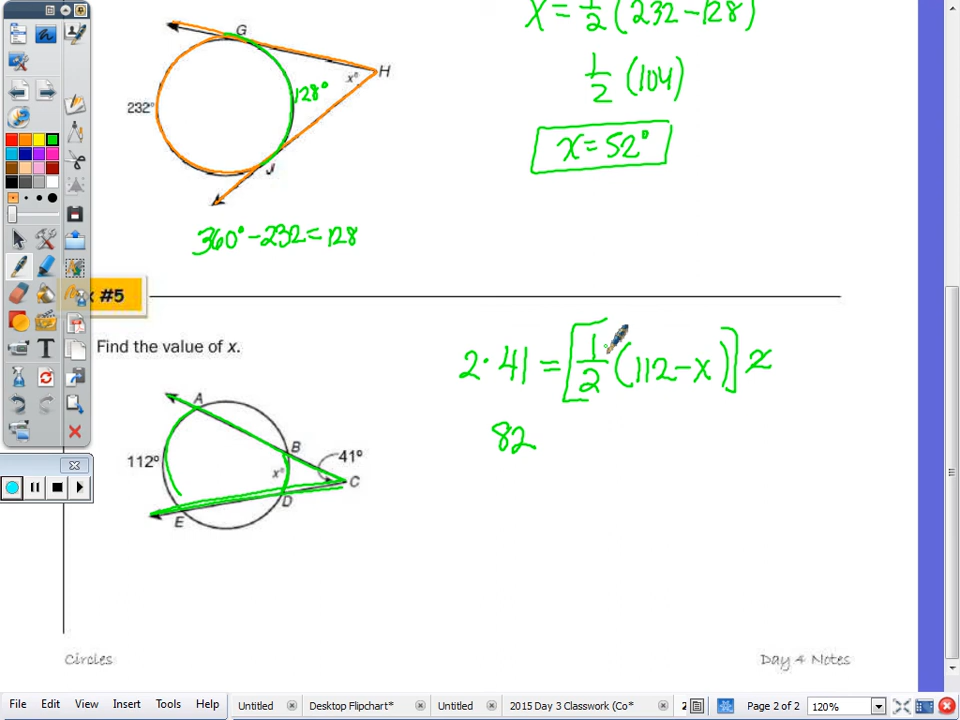 x = 1/2 (232 - 128)
G
H
x°
128°
232°
J
1/2 (104)
x = 52°
360° - 232 = 128
x #5
Find the value of x.
2 · 41 = [1/2 (112 - x)] 2
82
A
B
41°
112°
x°
C
D
E
Circles
Day 4 Notes
File Edit View Insert Tools Help Untitled Desktop Flipchart* Untitled 2015 Day 3 Classwork (Co* 2 Page 2 of 2 120%